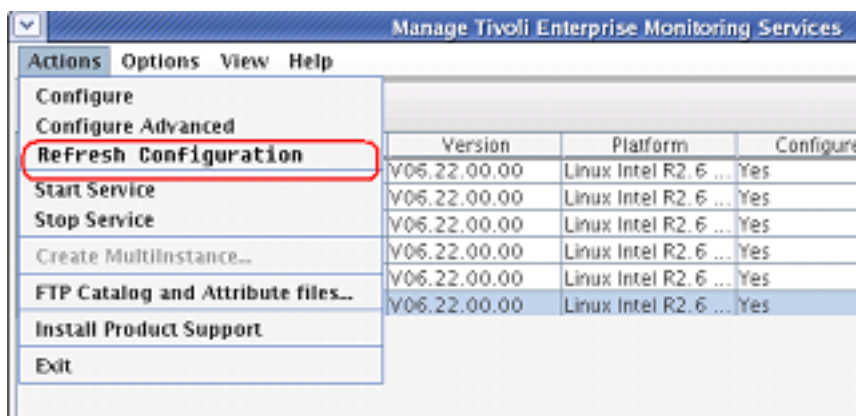 Manage Tivoli Enterprise Monitoring Services
Actions Options View Help
Configure
Configure Advanced
Refresh Configuration
Start Service
Stop Service
Create MultiInstance...
FTP Catalog and Attribute files...
Install Product Support
Exit
Version Platform Configure
V06.22.00.00 Linux Intel R2.6 ... Yes
V06.22.00.00 Linux Intel R2.6 ... Yes
V06.22.00.00 Linux Intel R2.6 ... Yes
V06.22.00.00 Linux Intel R2.6 ... Yes
V06.22.00.00 Linux Intel R2.6 ... Yes
V06.22.00.00 Linux Intel R2.6 ... Yes